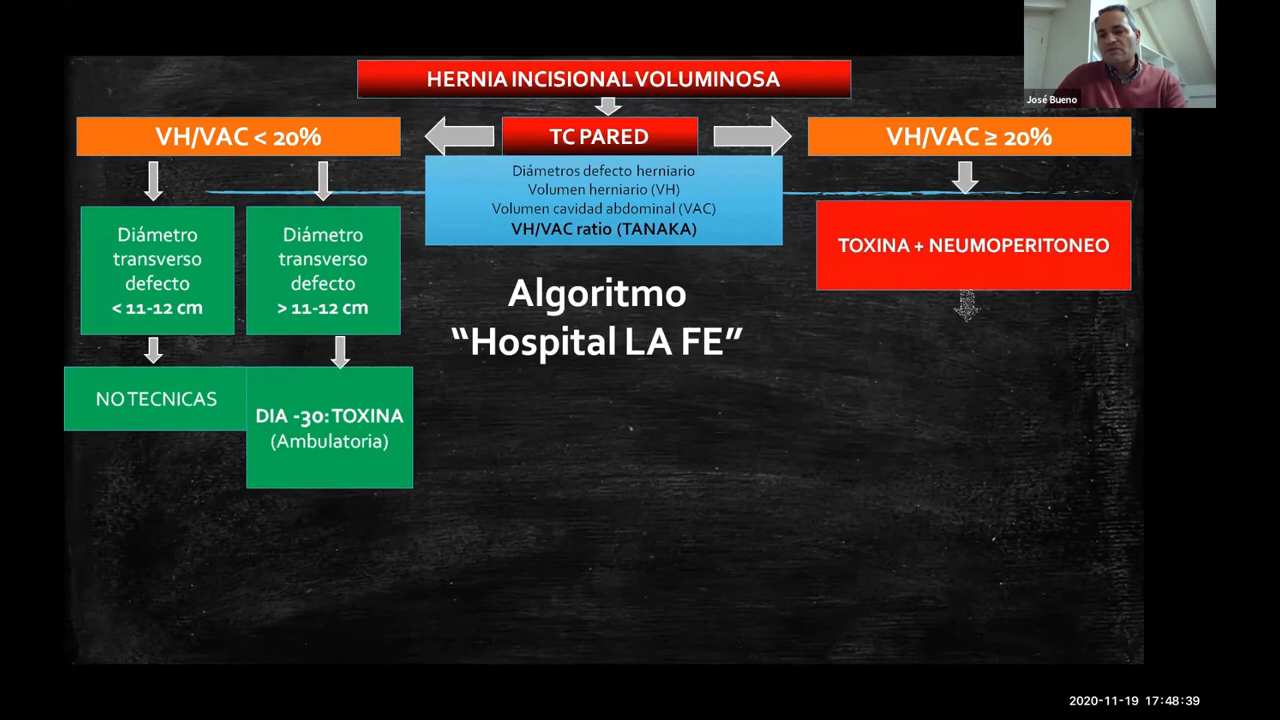 HERNIA INCISIONAL VOLUMINOSA
José Bueno
VH/VAC < 20%
TC PARED
VH/VAC ≥ 20%
Diámetros defecto herniario
Volumen herniario (VH)
Volumen cavidad abdominal (VAC)
VH/VAC ratio (TANAKA)
Diámetro
transverso
defecto
< 11-12 cm
Diámetro
transverso
defecto
> 11-12 cm
TOXINA + NEUMOPERITONEO
Algoritmo
“Hospital LA FE”
NO TECNICAS
DIA -30: TOXINA
(Ambulatoria)
2020-11-19 17:48:39